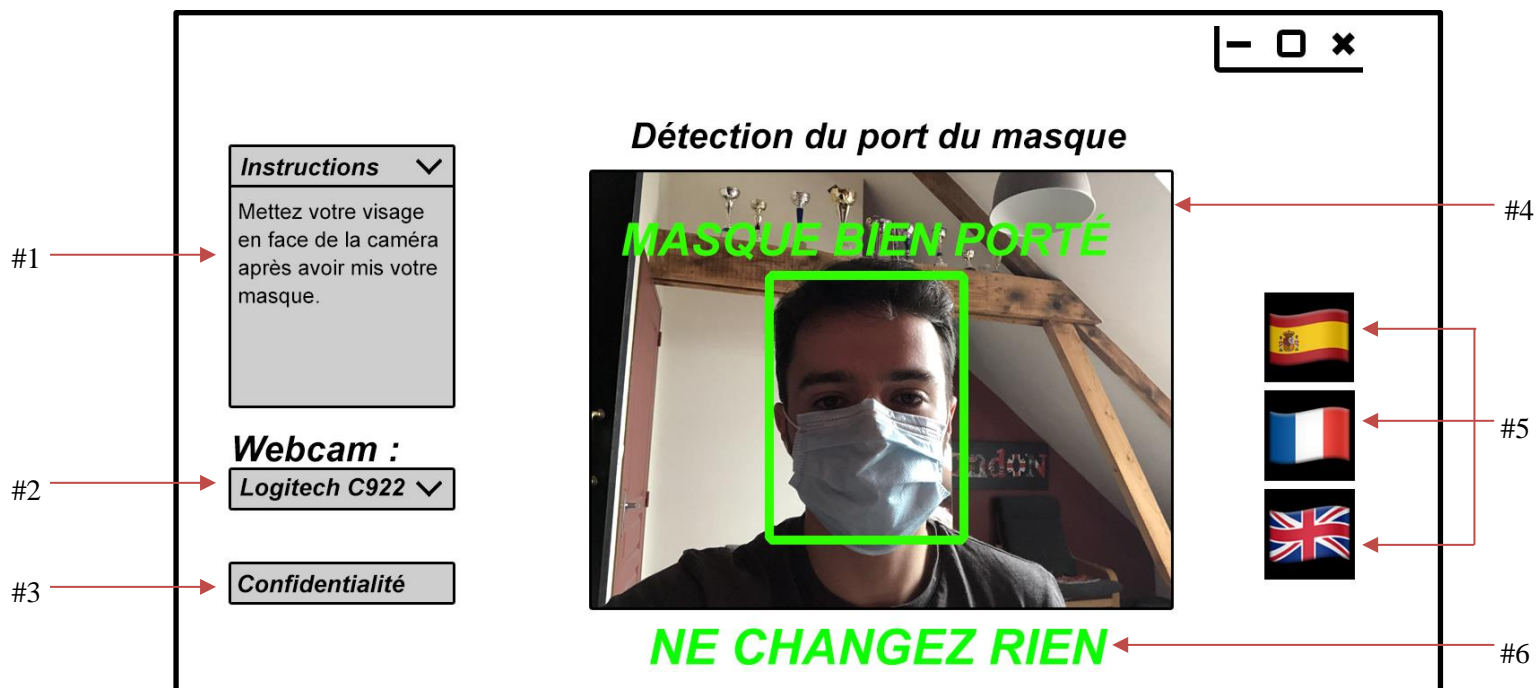 Détection du port du masque
Instructions
Mettez votre visage
en face de la caméra
après avoir mis votre
masque.
#1
Webcam :
Logitech C922
#2
Confidentialité
#3
MASQUE BIEN PORTÉ
#4
#5
NE CHANGEZ RIEN
#6